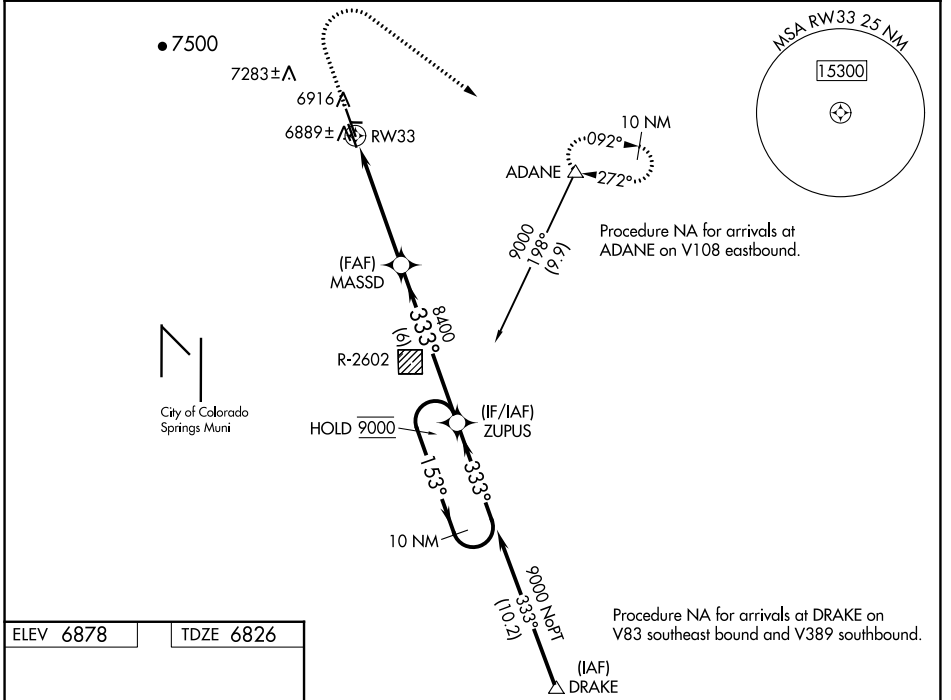 7500
7283±
6916
6889±
RW33
MSA RW33 25 NM
15300
10 NM
092°
ADANE
272°
9000
198°
(9.9)
Procedure NA for arrivals at
ADANE on V108 eastbound.
(FAF)
MASSD
8400
333°
(6)
R-2602
City of Colorado
Springs Muni
HOLD 9000
(IF/IAF)
ZUPUS
153°
333°
10 NM
9000 NoPT
333°
(10.2)
Procedure NA for arrivals at DRAKE on
V83 southeast bound and V389 southbound.
ELEV 6878
TDZE 6826
(IAF)
DRAKE